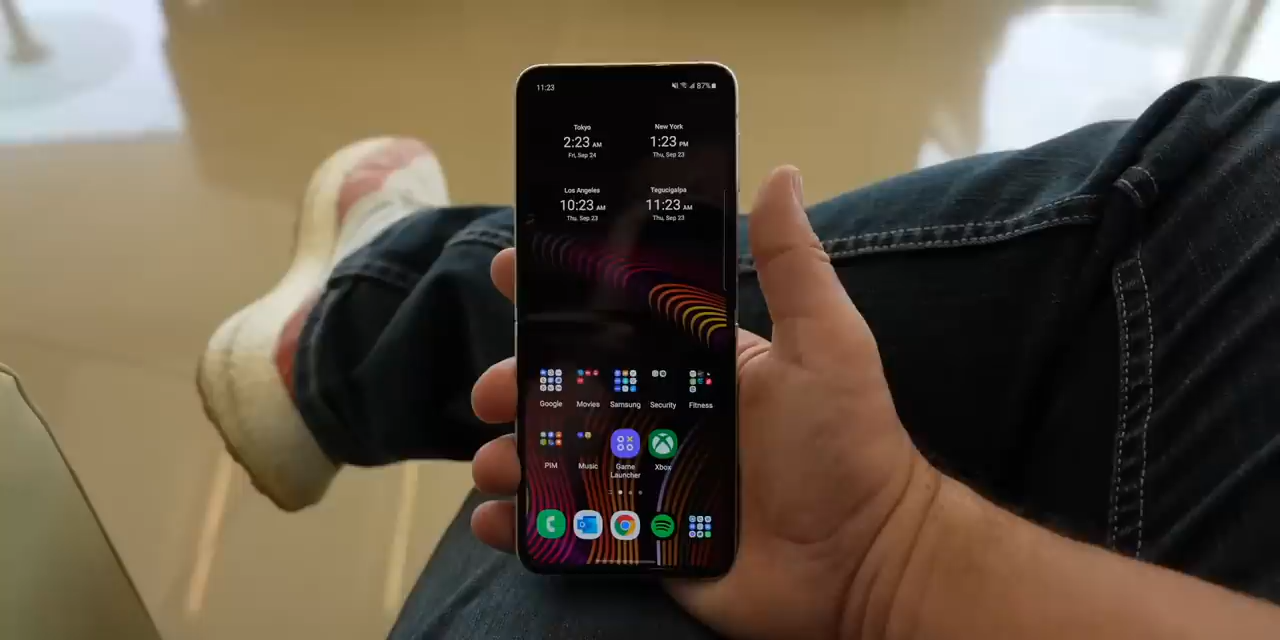 11:23 87%
Tokyo New York
2:23 AM 1:23 PM
Fri, Sep 24 Thu, Sep 23
Los Angeles Tegucigalpa
10:23 AM 11:23 AM
Thu, Sep 23 Thu, Sep 23
Google Movies Samsung Security Fitness
PIM Music Game Launcher Xbox